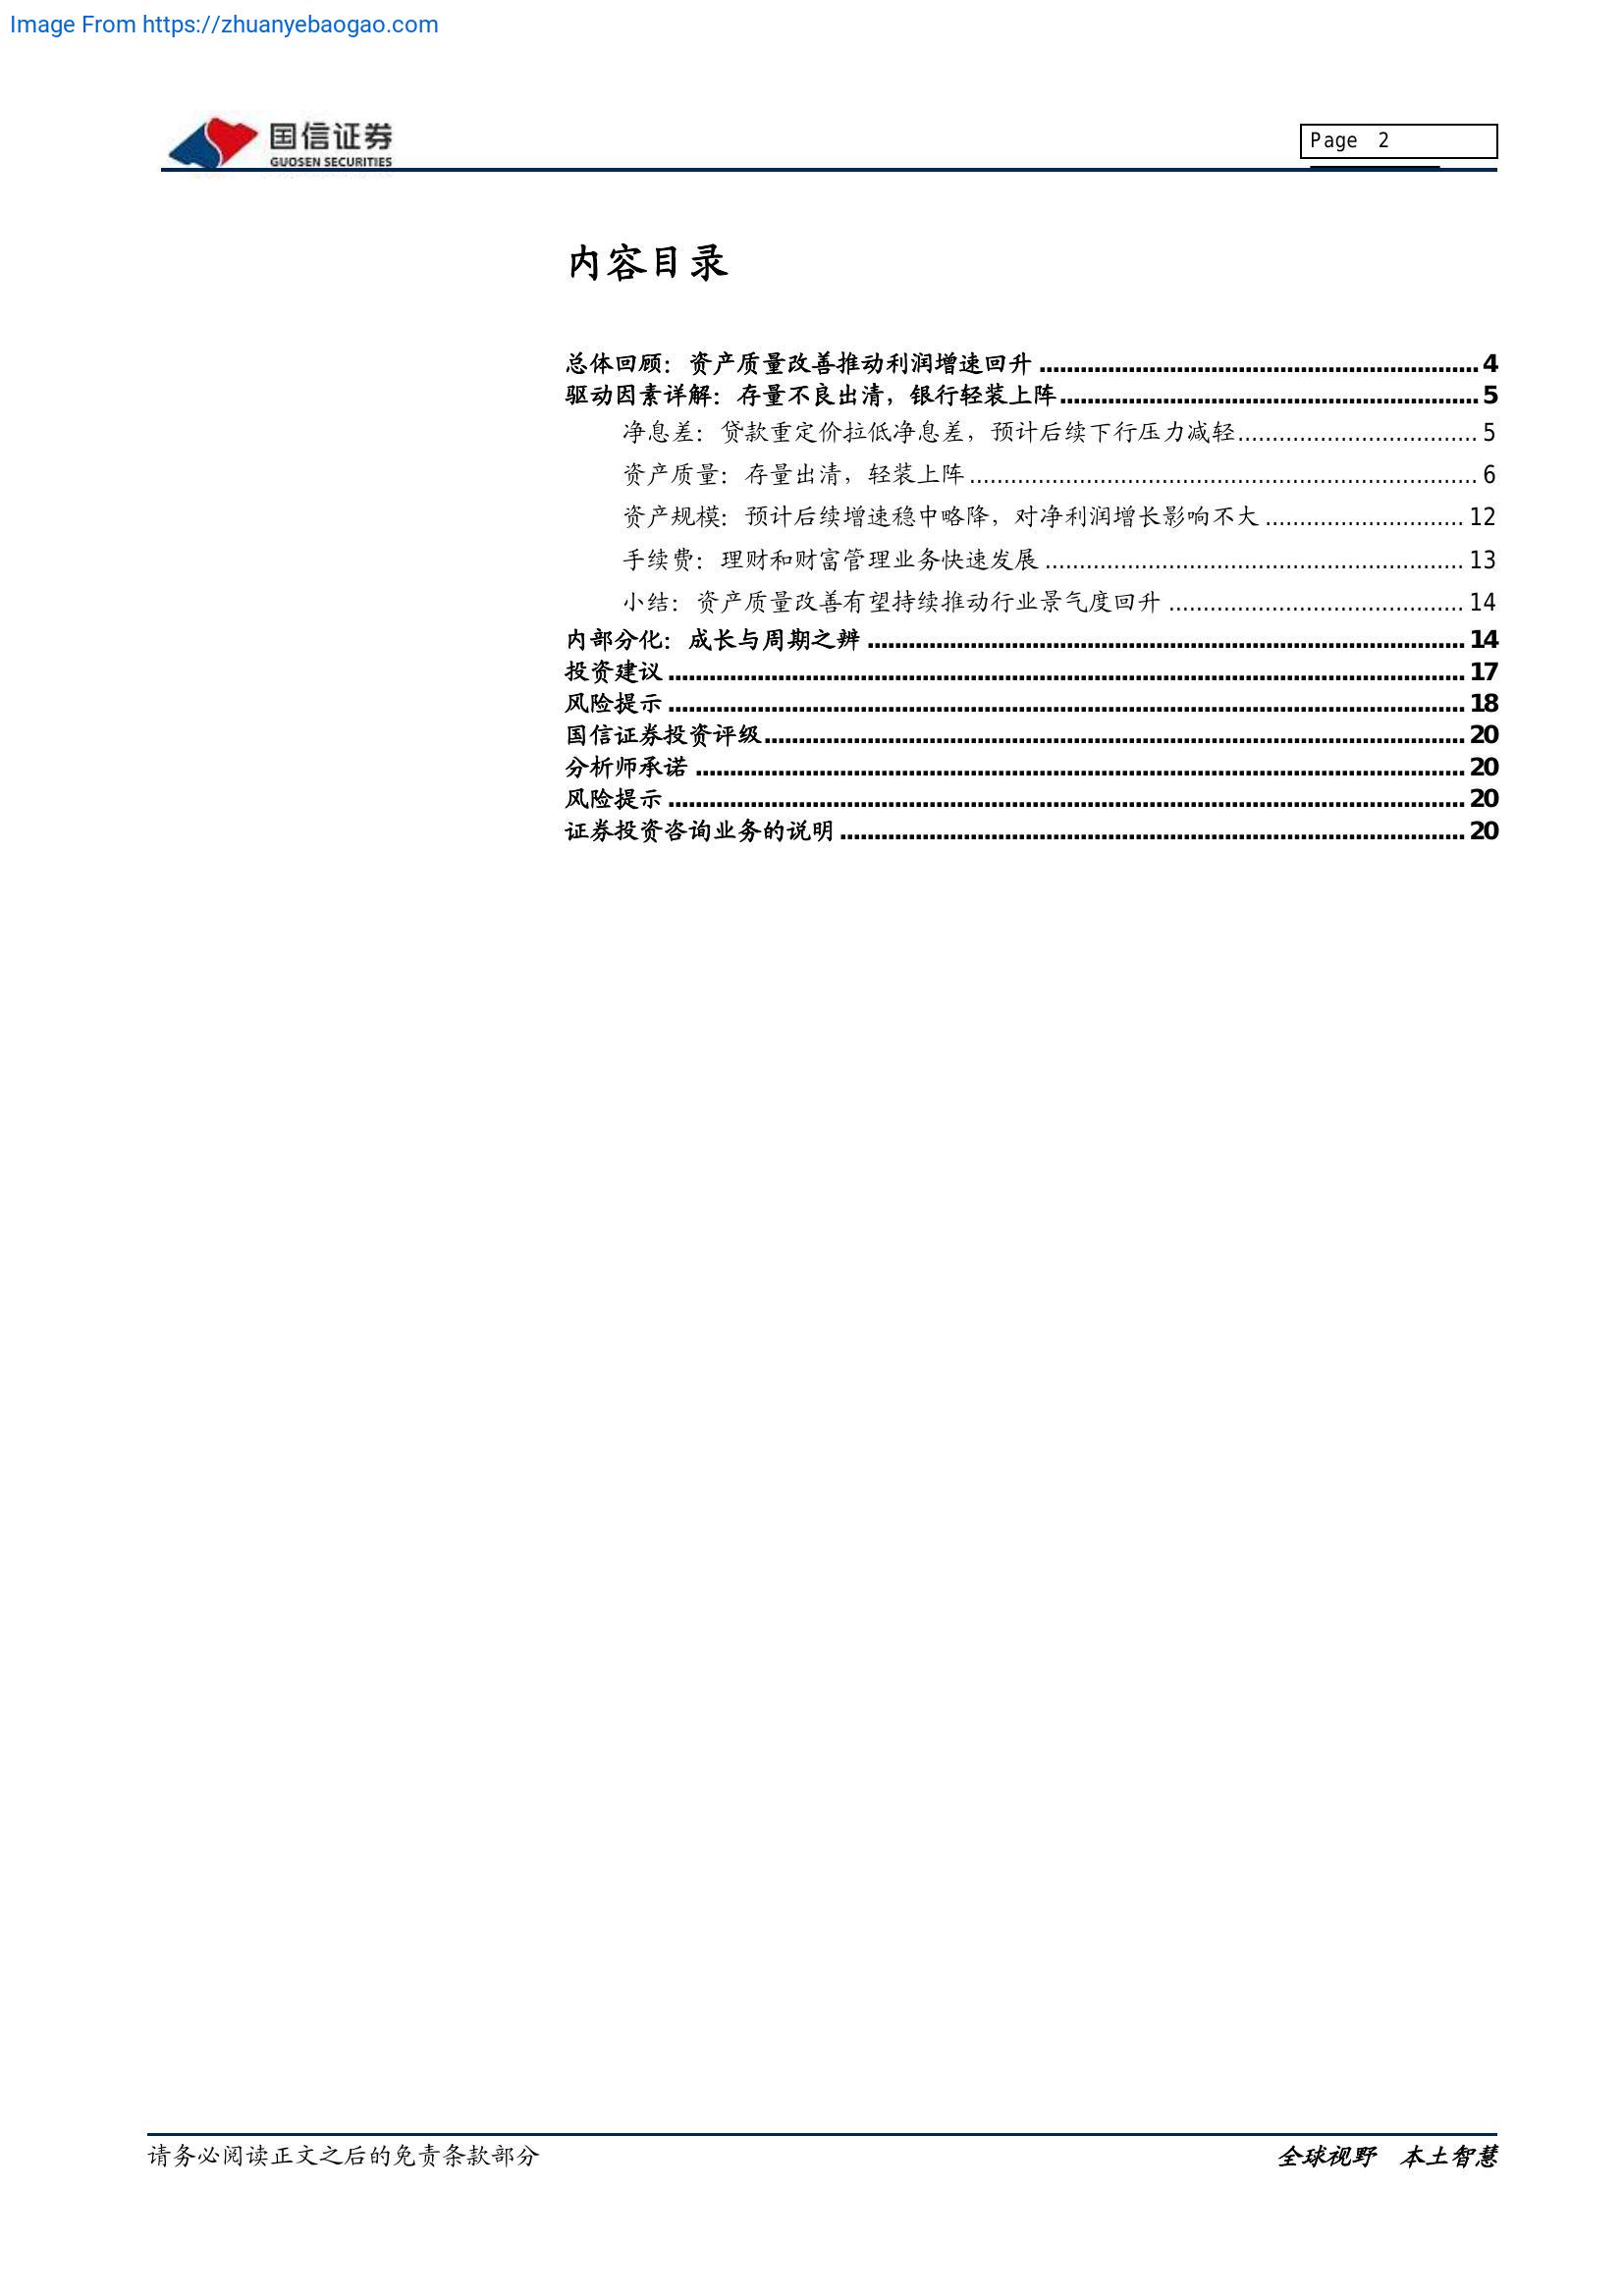 Image From https://zhuanyebaogao.com
国信证券
GUOSEN SECURITIES
Page 2
内容目录
总体回顾：资产质量改善推动利润增速回升 ................................................................ 4
驱动因素详解：存量不良出清，银行轻装上阵............................................................. 5
净息差：贷款重定价拉低净息差，预计后续下行压力减轻................................... 5
资产质量：存量出清，轻装上阵 .......................................................................... 6
资产规模：预计后续增速稳中略降，对净利润增长影响不大 ............................. 12
手续费：理财和财富管理业务快速发展 ............................................................. 13
小结：资产质量改善有望持续推动行业景气度回升 ........................................... 14
内部分化：成长与周期之辨 ....................................................................................... 14
投资建议 .................................................................................................................... 17
风险提示 .................................................................................................................... 18
国信证券投资评级...................................................................................................... 20
分析师承诺 ................................................................................................................ 20
风险提示 .................................................................................................................... 20
证券投资咨询业务的说明 ........................................................................................... 20
请务必阅读正文之后的免责条款部分
全球视野 本土智慧